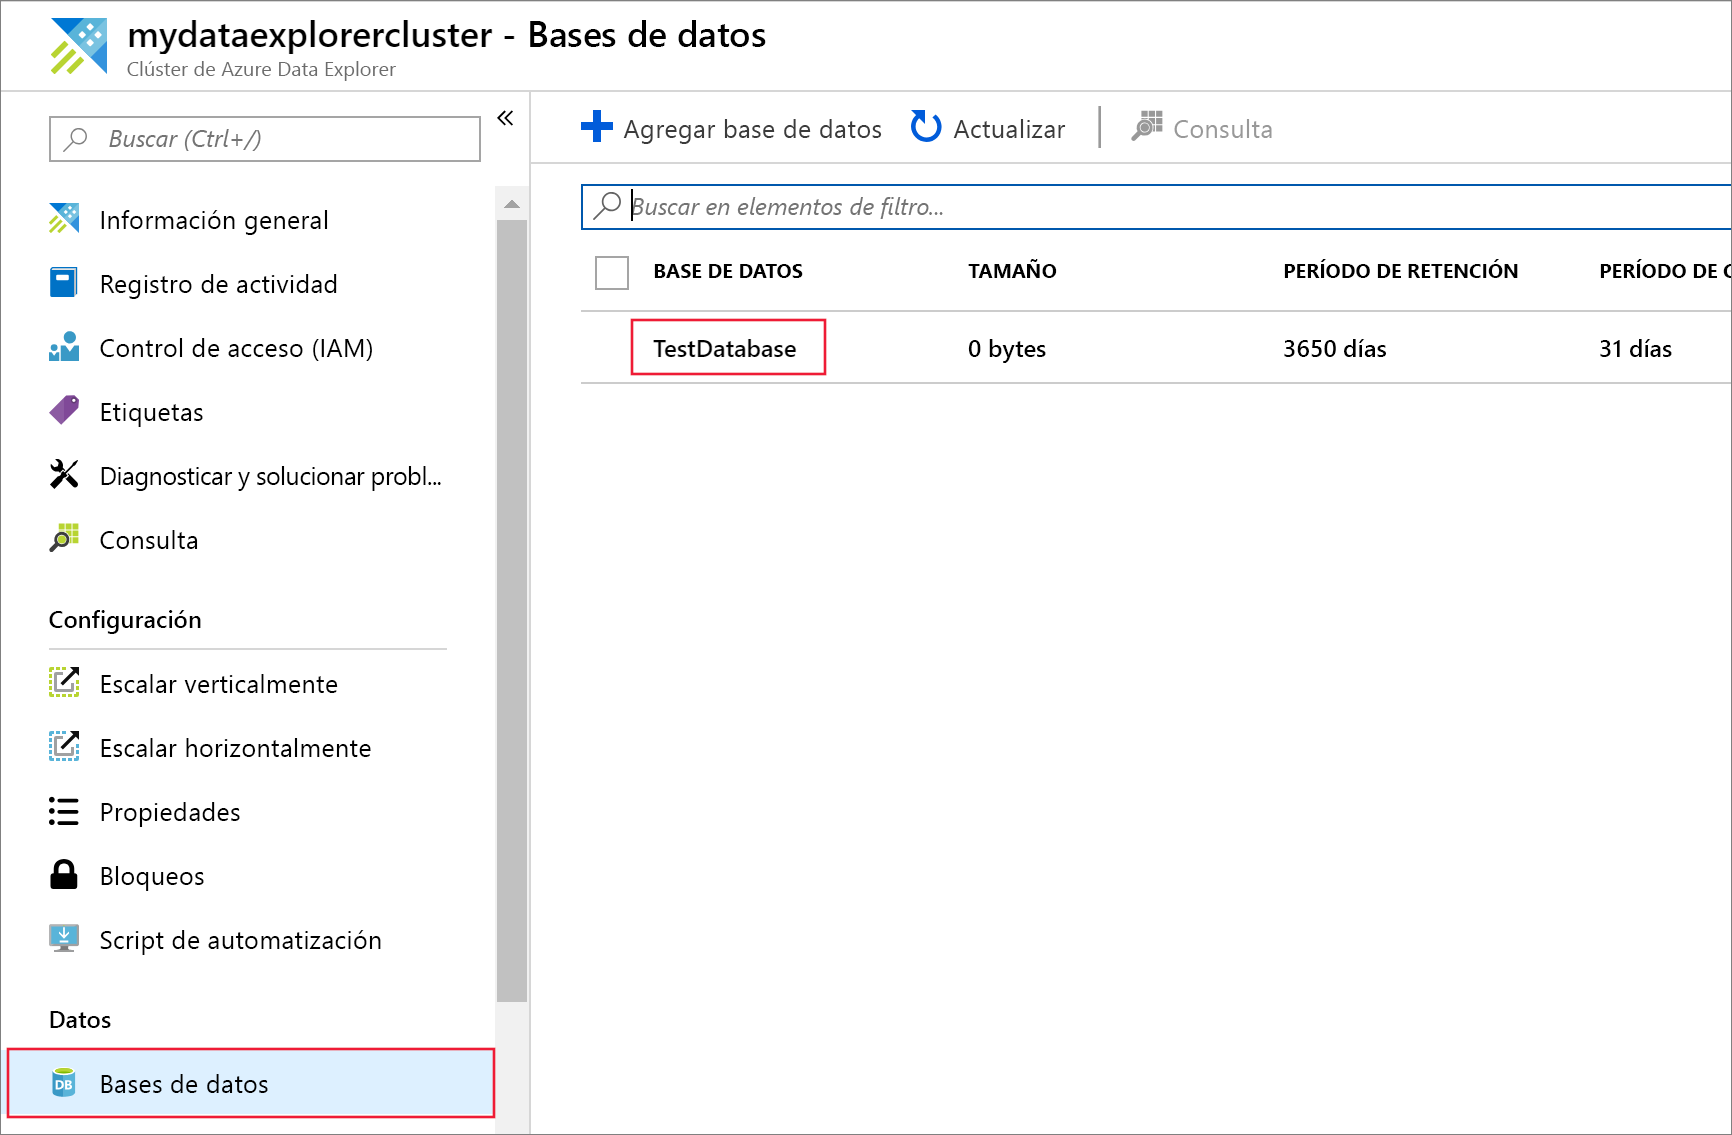 mydataexplorercluster - Bases de datos
Clúster de Azure Data Explorer
Buscar (Ctrl+/)
«
Información general
Registro de actividad
Control de acceso (IAM)
Etiquetas
Diagnosticar y solucionar probl...
Consulta
Configuración
Escalar verticalmente
Escalar horizontalmente
Propiedades
Bloqueos
Script de automatización
Datos
DB Bases de datos
Agregar base de datos Actualizar Consulta
Buscar en elementos de filtro...
BASE DE DATOS TAMAÑO PERÍODO DE RETENCIÓN PERÍODO DE
TestDatabase 0 bytes 3650 días 31 días